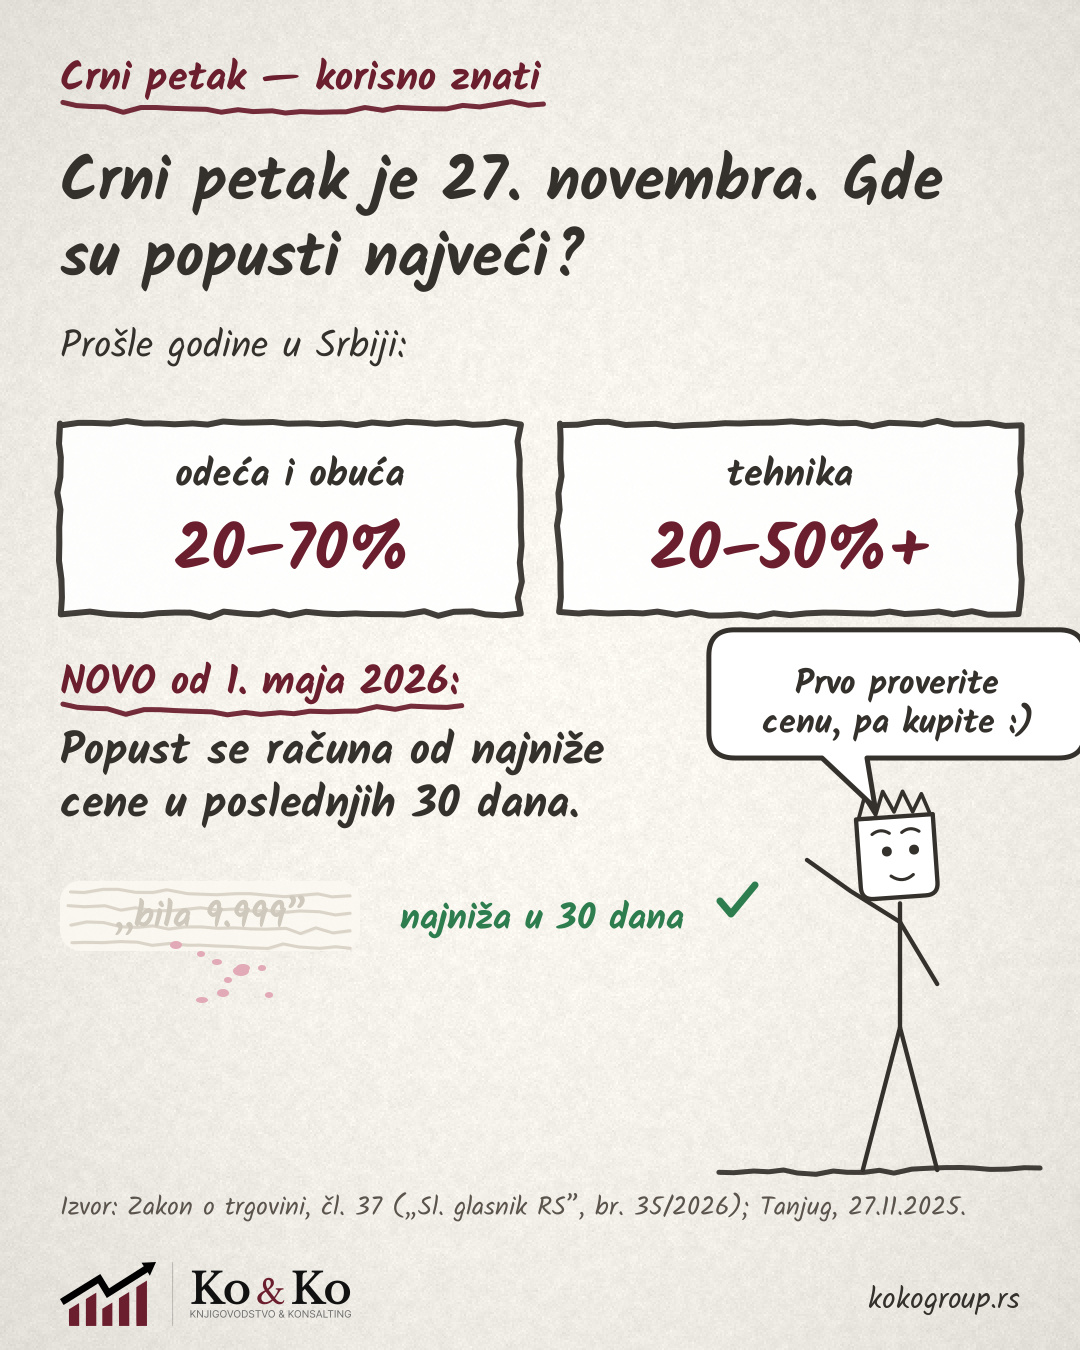 Crni petak — korisno znati
Crni petak je 27. novembra. Gde
su popusti najveći?
Prošle godine u Srbiji:
odeća i obuća
20–70%
tehnika
20–50%+
NOVO od 1. maja 2026:
Popust se računa od najniže
cene u poslednjih 30 dana.
Prvo proverite
cenu, pa kupite :)
„bila 9.999”
najniža u 30 dana
Izvor: Zakon o trgovini, čl. 37 („Sl. glasnik RS”, br. 35/2026); Tanjug, 27.11.2025.
Ko & Ko
KNJIGOVODSTVO & KONSALTING
kokogroup.rs